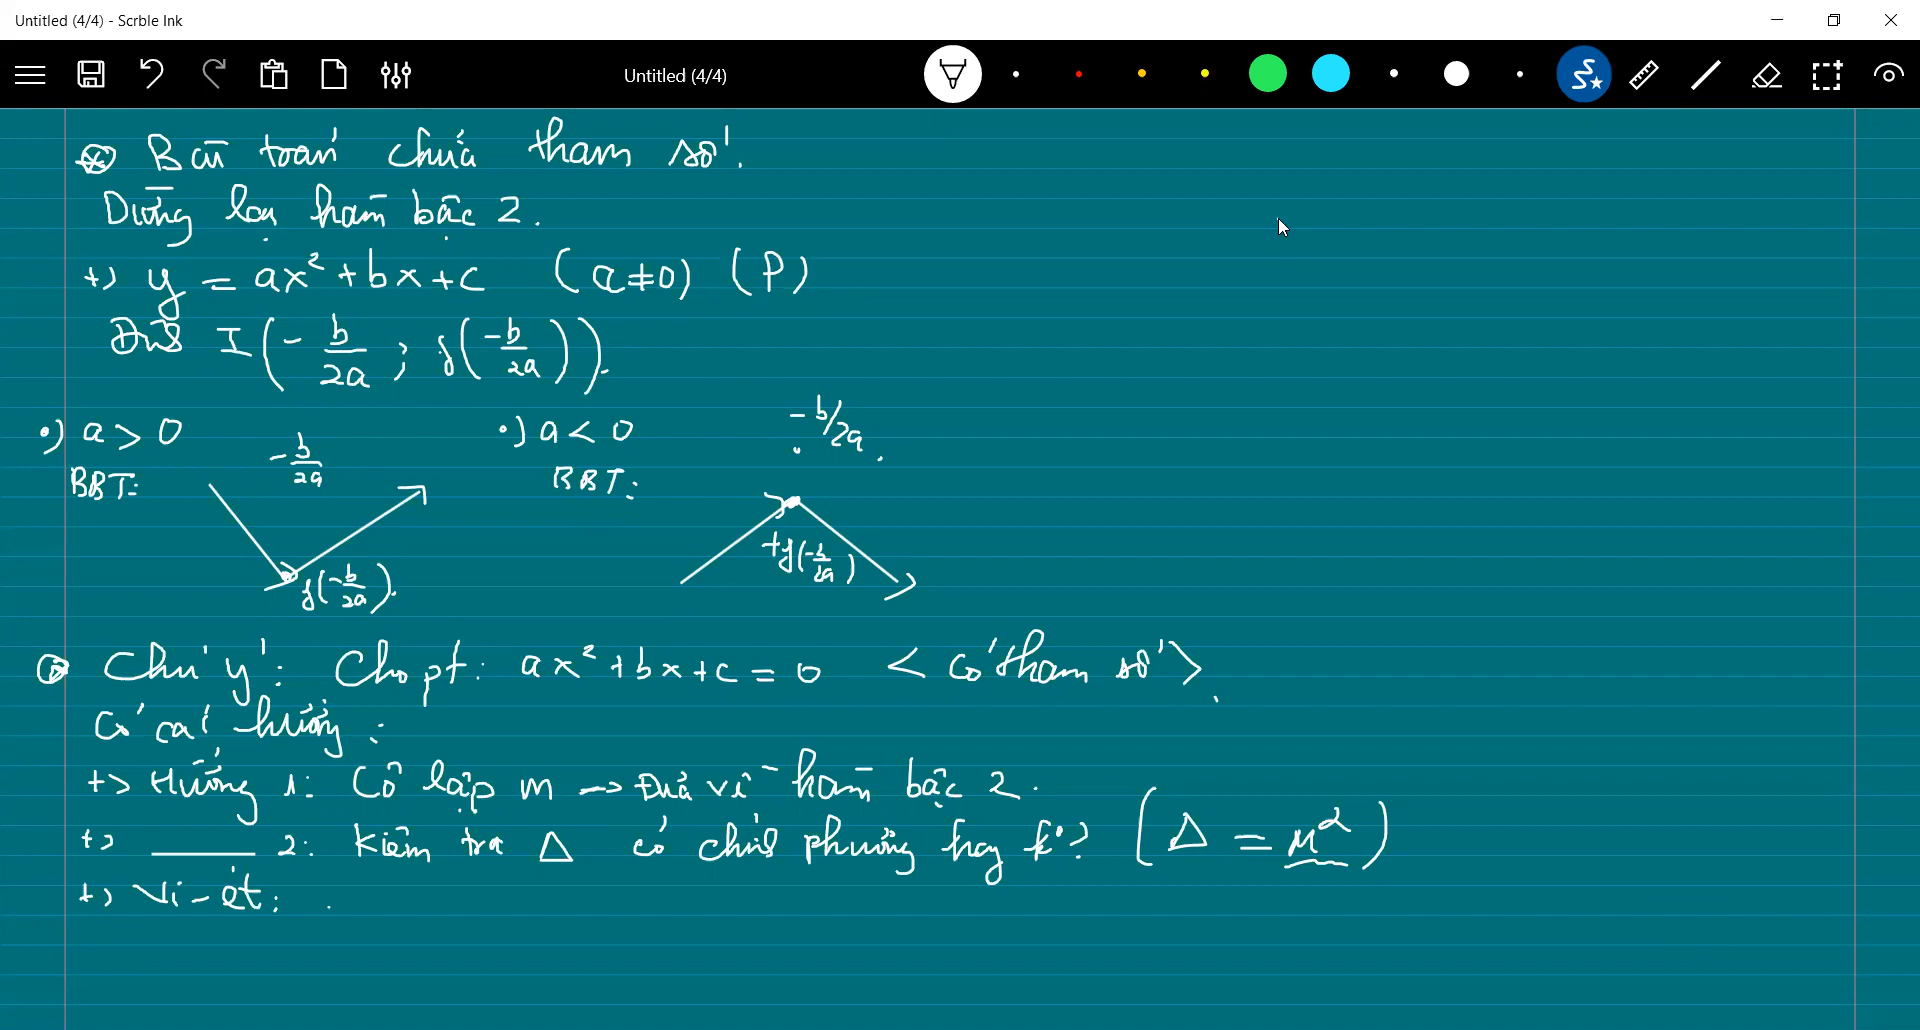 Untitled (4/4) - Scrble Ink
Untitled (4/4)
Bài toán chứa tham số.
Dùng lại hàm bậc 2.
+> y = ax² + bx + c (a ≠ 0) (P)
Đỉnh I(-b/2a ; f(-b/2a)).
•) a > 0 •) a < 0
-b/2a -b/2a
BBT: BBT:
f(-b/2a). f(-b/2a)
Chú ý: Cho pt: ax² + bx + c = 0 <có tham số>.
Có các hướng:
+> Hướng 1: Cô lập m -> Đưa về hàm bậc 2.
+> ____ 2: Kiểm tra Δ có chính phương hay k°? (Δ = u²)
+> Vi-ét: